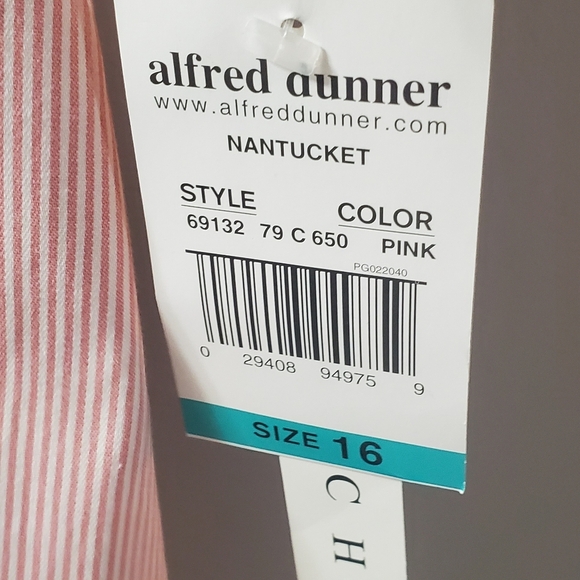 alfred dunner
www.alfreddunner.com
NANTUCKET
STYLE COLOR
69132 79 C 650 PINK
PG022040
0 29408 94975 9
SIZE 16
C H